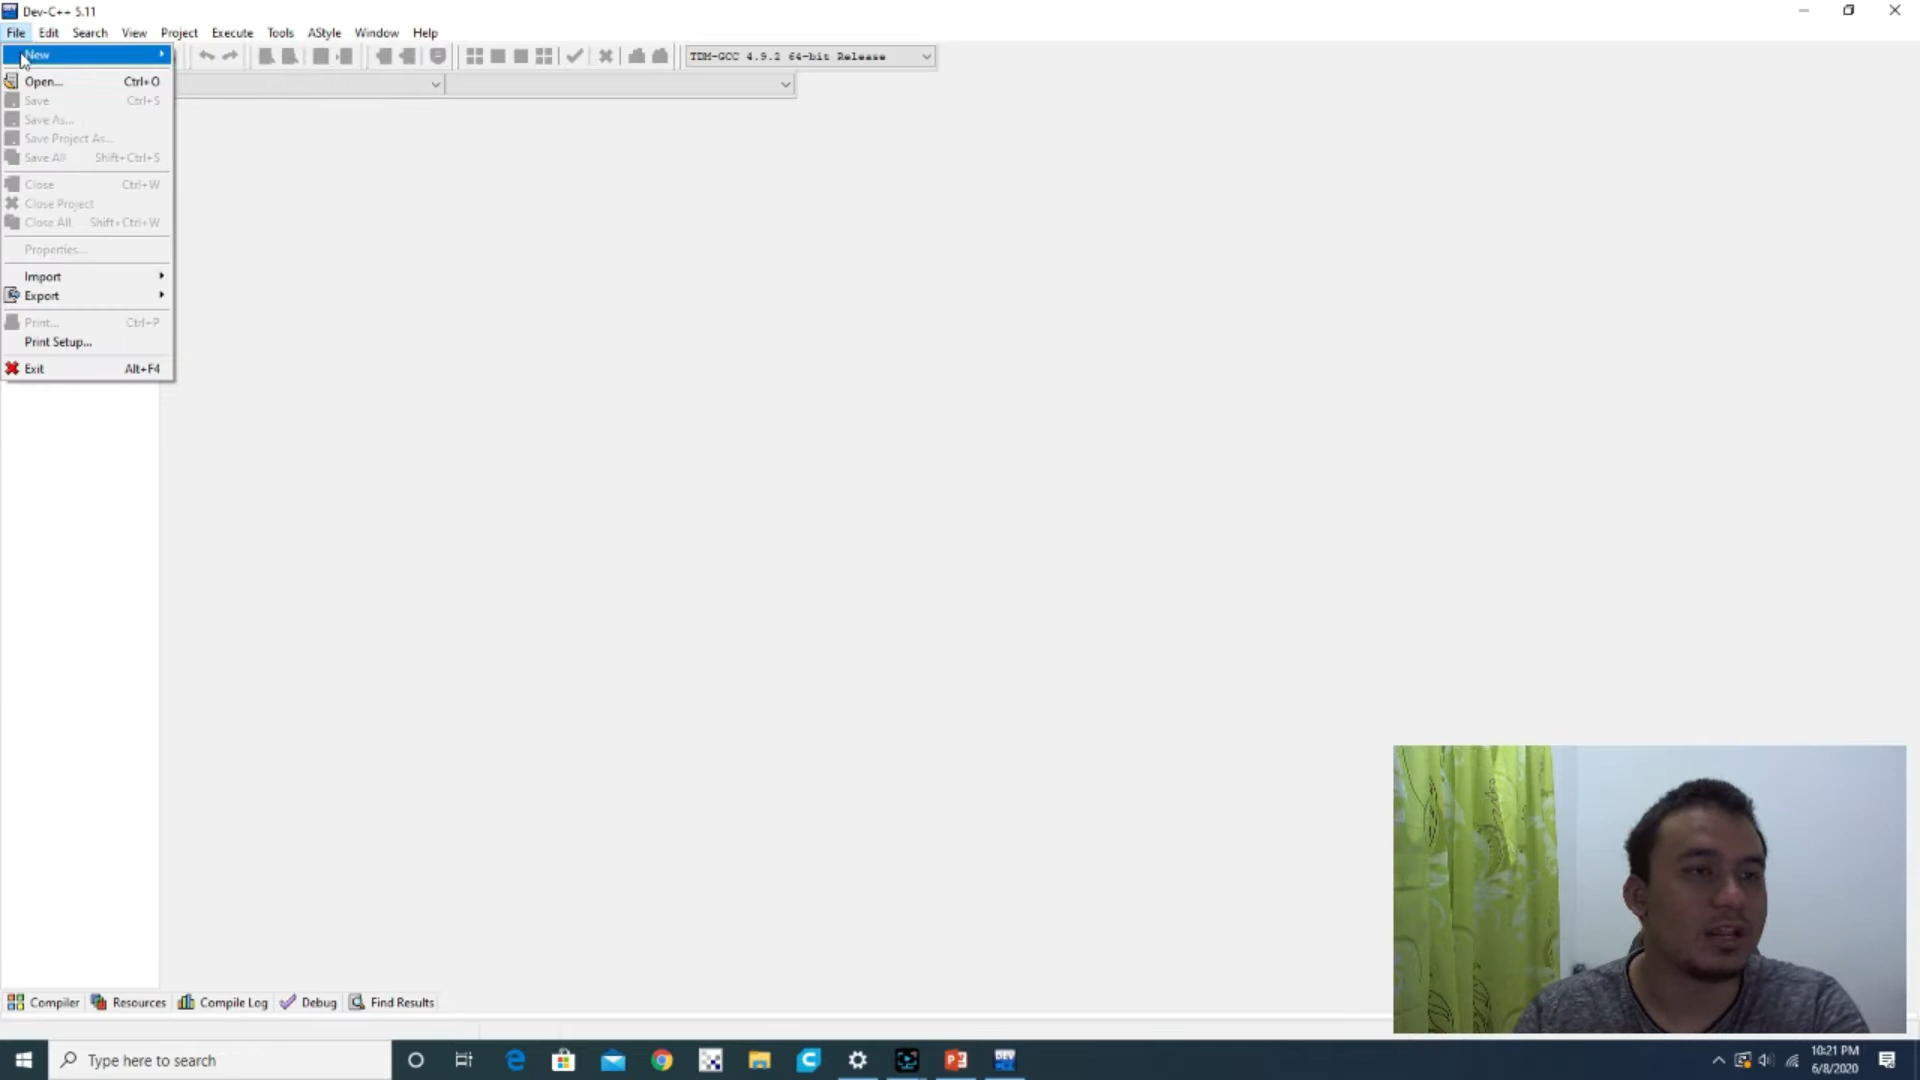 Dev-C++ 5.11
File Edit Search View Project Execute Tools AStyle Window Help
New
TDM-GCC 4.9.2 64-bit Release
Open... Ctrl+O
Save Ctrl+S
Save As...
Save Project As...
Save All Shift+Ctrl+S
Close Ctrl+W
Close Project
Close All Shift+Ctrl+W
Properties...
Import
Export
Print... Ctrl+P
Print Setup...
Exit Alt+F4
Compiler Resources Compile Log Debug Find Results
Type here to search
DEV
10:21 PM
6/8/2020